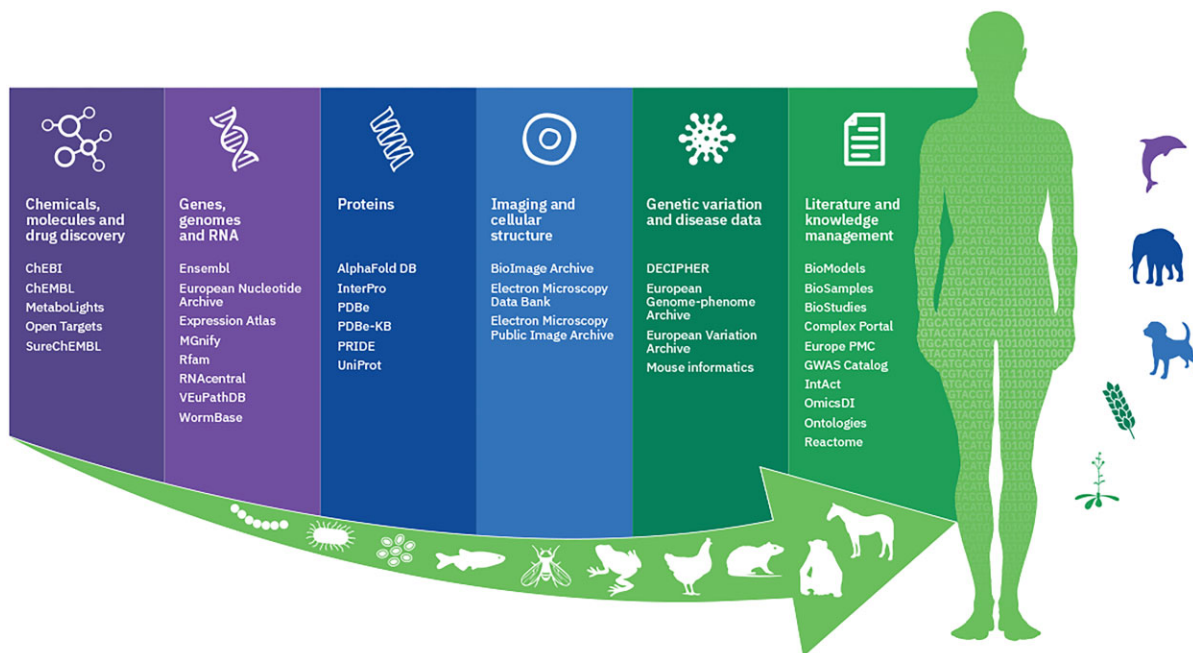 Chemicals,
molecules and
drug discovery
ChEBI
ChEMBL
MetaboLights
Open Targets
SureChEMBL
Genes,
genomes
and RNA
Ensembl
European Nucleotide
Archive
Expression Atlas
MGnify
Rfam
RNAcentral
VEuPathDB
WormBase
Proteins
AlphaFold DB
InterPro
PDBe
PDBe-KB
PRIDE
UniProt
Imaging and
cellular
structure
BioImage Archive
Electron Microscopy
Data Bank
Electron Microscopy
Public Image Archive
Genetic variation
and disease data
DECIPHER
European
Genome-phenome
Archive
European Variation
Archive
Mouse informatics
Literature and
knowledge
management
BioModels
BioSamples
BioStudies
Complex Portal
Europe PMC
GWAS Catalog
IntAct
OmicsDI
Ontologies
Reactome